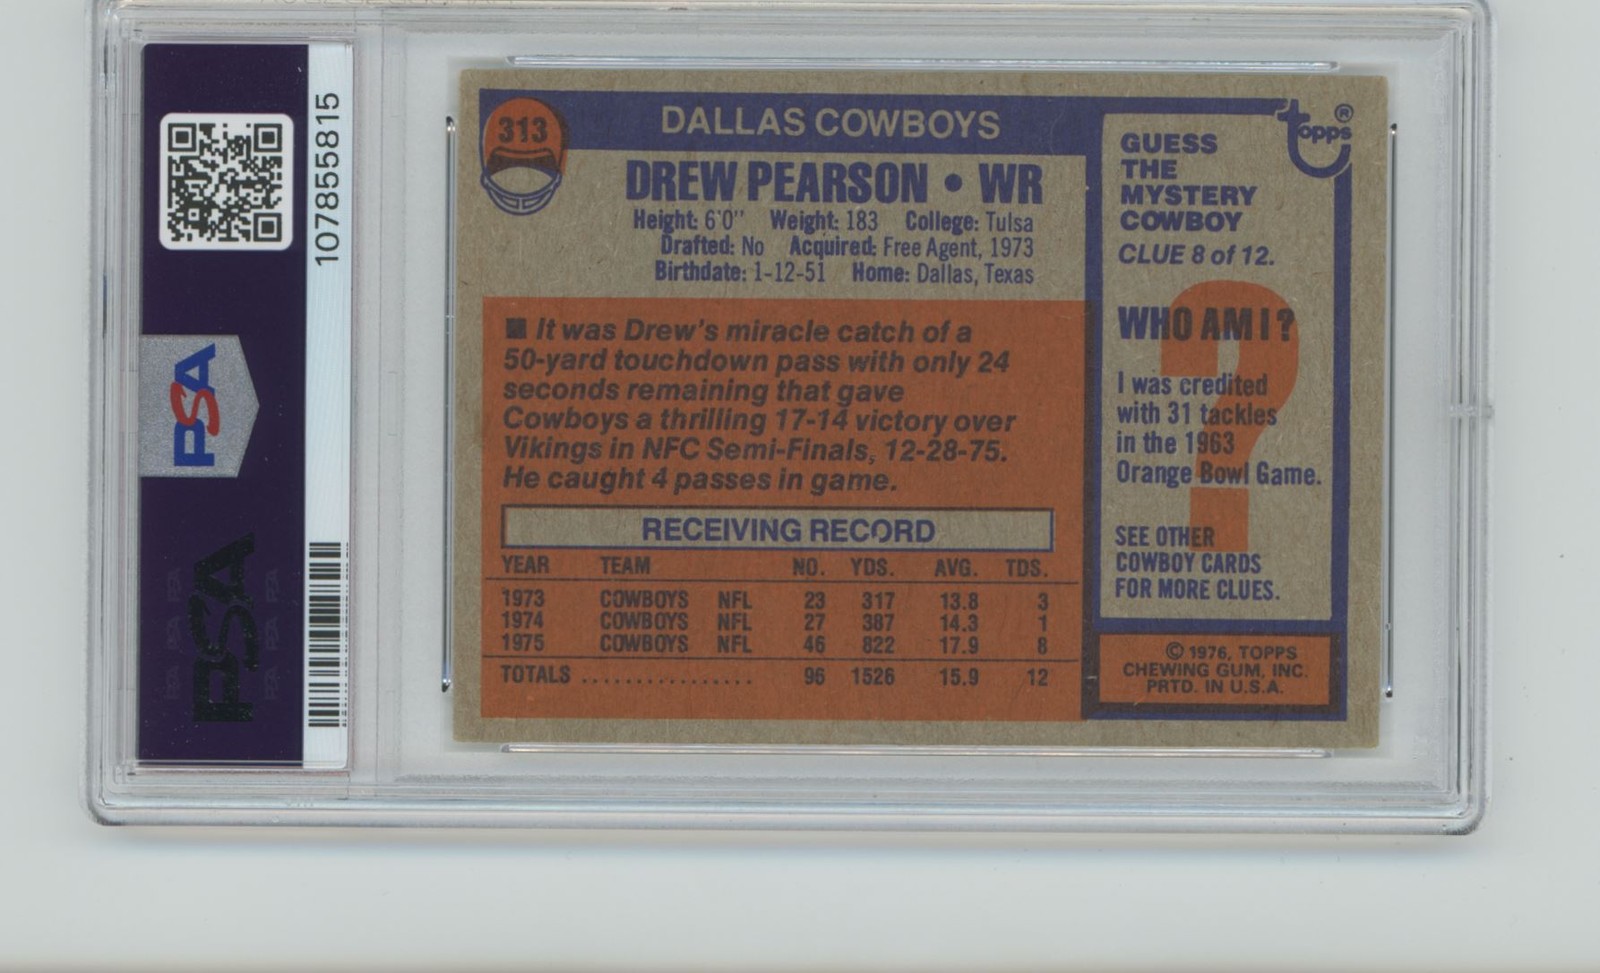 107855815
PSA
PSA
313
DALLAS COWBOYS
DREW PEARSON • WR
Height: 6'0" Weight: 183 College: Tulsa
Drafted: No Acquired: Free Agent, 1973
Birthdate: 1-12-51 Home: Dallas, Texas
■ It was Drew's miracle catch of a
50-yard touchdown pass with only 24
seconds remaining that gave
Cowboys a thrilling 17-14 victory over
Vikings in NFC Semi-Finals, 12-28-75.
He caught 4 passes in game.
RECEIVING RECORD
YEAR TEAM NO. YDS. AVG. TDS.
1973 COWBOYS NFL 23 317 13.8 3
1974 COWBOYS NFL 27 387 14.3 1
1975 COWBOYS NFL 46 822 17.9 8
TOTALS ................ 96 1526 15.9 12
topps ®
GUESS
THE
MYSTERY
COWBOY
CLUE 8 of 12.
WHO AM I?
I was credited
with 31 tackles
in the 1963
Orange Bowl Game.
SEE OTHER
COWBOY CARDS
FOR MORE CLUES.
© 1976, TOPPS
CHEWING GUM, INC.
PRTD. IN U.S.A.